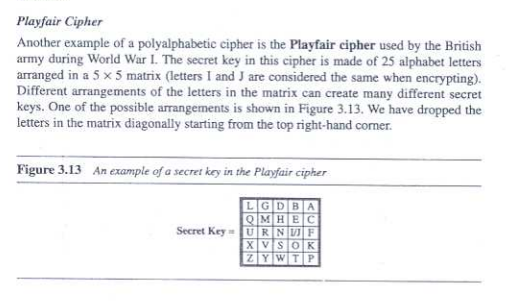 Playfair Cipher
Another example of a polyalphabetic cipher is the Playfair cipher used by the British
army during World War I. The secret key in this cipher is made of 25 alphabet letters
arranged in a 5 × 5 matrix (letters I and J are considered the same when encrypting).
Different arrangements of the letters in the matrix can create many different secret
keys. One of the possible arrangements is shown in Figure 3.13. We have dropped the
letters in the matrix diagonally starting from the top right-hand corner.
Figure 3.13 An example of a secret key in the Playfair cipher
L G D B A
Q M H E C
Secret Key = U R N I/J F
X V S O K
Z Y W T P